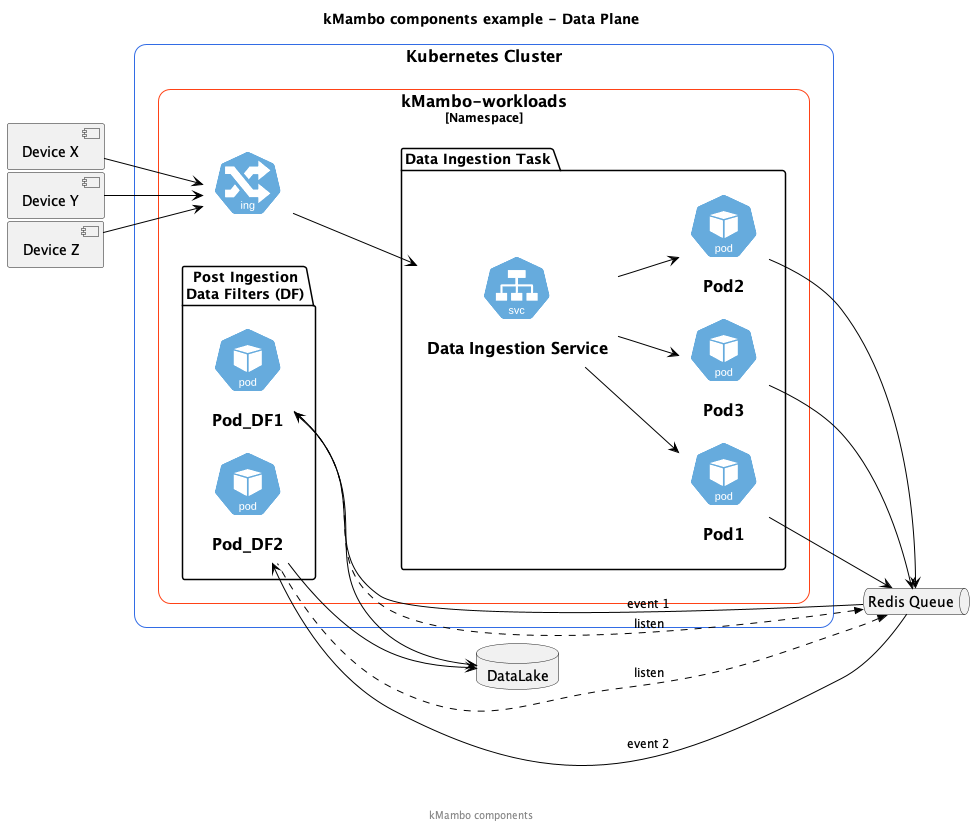 kMambo components example - Data Plane
Kubernetes Cluster
kMambo-workloads
[Namespace]
Device X
Device Y
Device Z
ing
Data Ingestion Task
svc
Data Ingestion Service
pod
Pod2
pod
Pod3
pod
Pod1
Post Ingestion
Data Filters (DF)
pod
Pod_DF1
pod
Pod_DF2
Redis Queue
event 1
listen
DataLake
listen
event 2
kMambo components